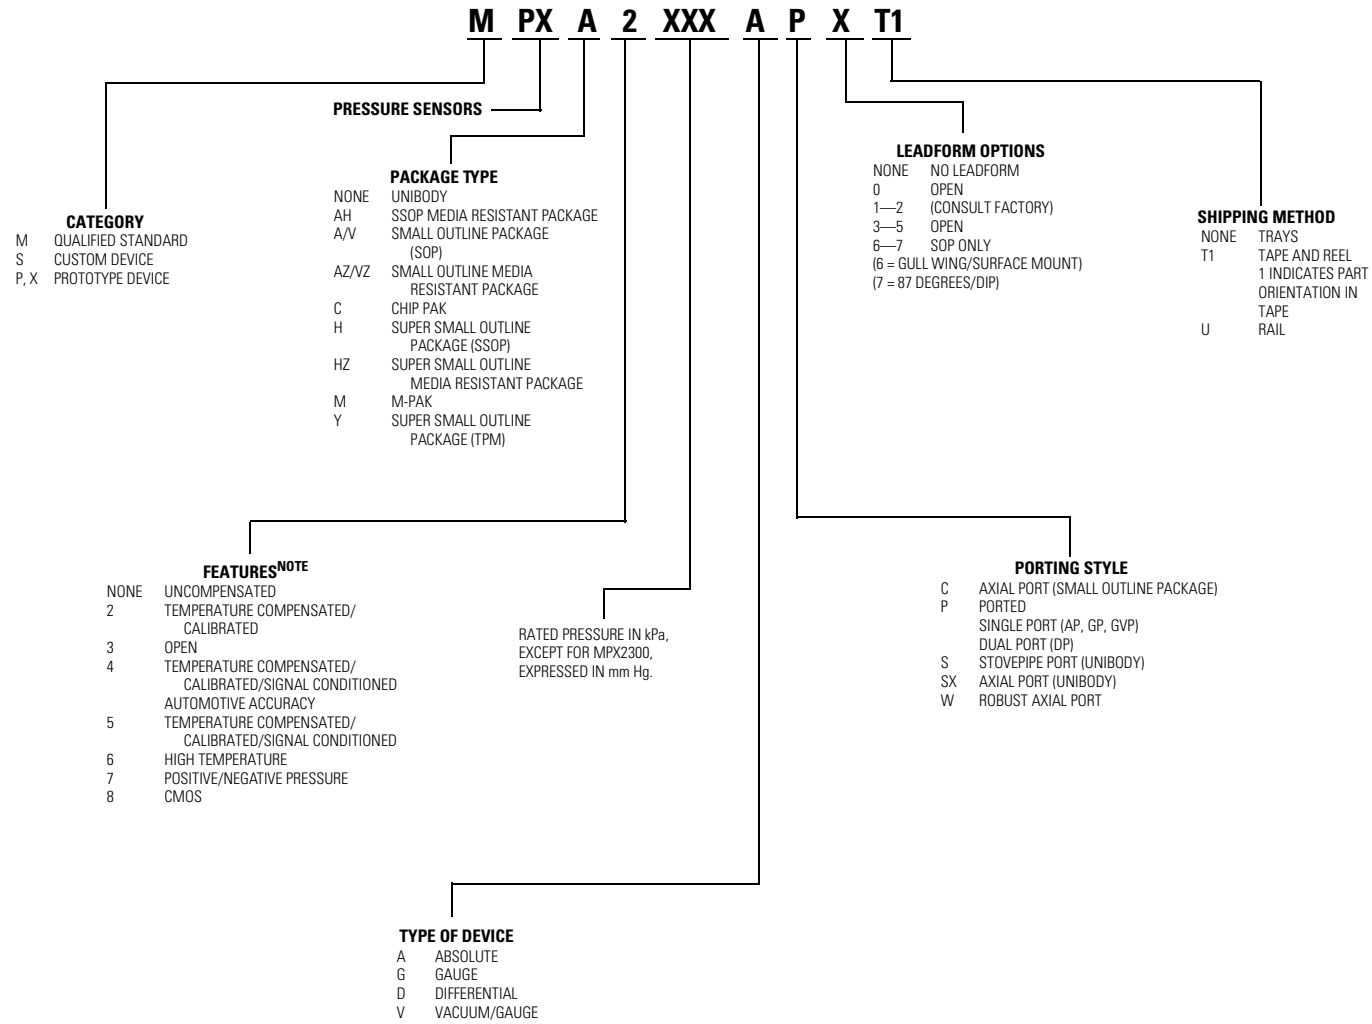 M PX A 2 XXX A P X T1
PRESSURE SENSORS
CATEGORY
M QUALIFIED STANDARD
S CUSTOM DEVICE
P, X PROTOTYPE DEVICE
PACKAGE TYPE
NONE UNIBODY
AH SSOP MEDIA RESISTANT PACKAGE
A/V SMALL OUTLINE PACKAGE
(SOP)
AZ/VZ SMALL OUTLINE MEDIA
RESISTANT PACKAGE
C CHIP PAK
H SUPER SMALL OUTLINE
PACKAGE (SSOP)
HZ SUPER SMALL OUTLINE
MEDIA RESISTANT PACKAGE
M M-PAK
Y SUPER SMALL OUTLINE
PACKAGE (TPM)
LEADFORM OPTIONS
NONE NO LEADFORM
0 OPEN
1—2 (CONSULT FACTORY)
3—5 OPEN
6—7 SOP ONLY
(6 = GULL WING/SURFACE MOUNT)
(7 = 87 DEGREES/DIP)
SHIPPING METHOD
NONE TRAYS
T1 TAPE AND REEL
1 INDICATES PART
ORIENTATION IN
TAPE
U RAIL
FEATURES NOTE
NONE UNCOMPENSATED
2 TEMPERATURE COMPENSATED/
CALIBRATED
3 OPEN
4 TEMPERATURE COMPENSATED/
CALIBRATED/SIGNAL CONDITIONED
AUTOMOTIVE ACCURACY
5 TEMPERATURE COMPENSATED/
CALIBRATED/SIGNAL CONDITIONED
6 HIGH TEMPERATURE
7 POSITIVE/NEGATIVE PRESSURE
8 CMOS
RATED PRESSURE IN kPa,
EXCEPT FOR MPX2300,
EXPRESSED IN mm Hg.
PORTING STYLE
C AXIAL PORT (SMALL OUTLINE PACKAGE)
P PORTED
SINGLE PORT (AP, GP, GVP)
DUAL PORT (DP)
S STOVEPIPE PORT (UNIBODY)
SX AXIAL PORT (UNIBODY)
W ROBUST AXIAL PORT
TYPE OF DEVICE
A ABSOLUTE
G GAUGE
D DIFFERENTIAL
V VACUUM/GAUGE